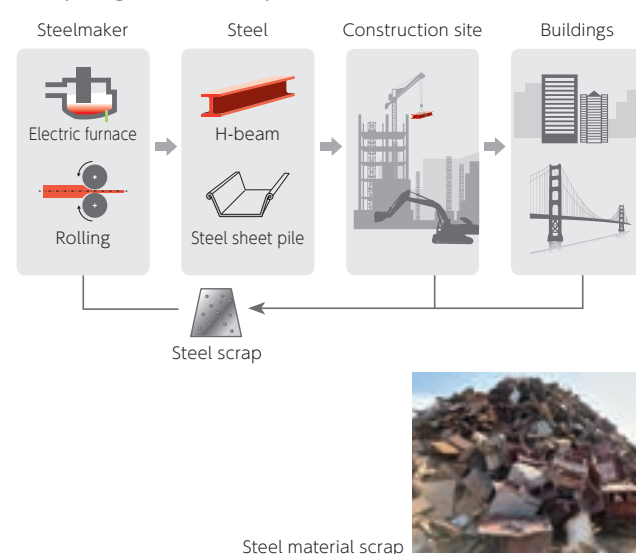 Steelmaker
Steel
Construction site
Buildings
Electric furnace
H-beam
Rolling
Steel sheet pile
Steel scrap
Steel material scrap